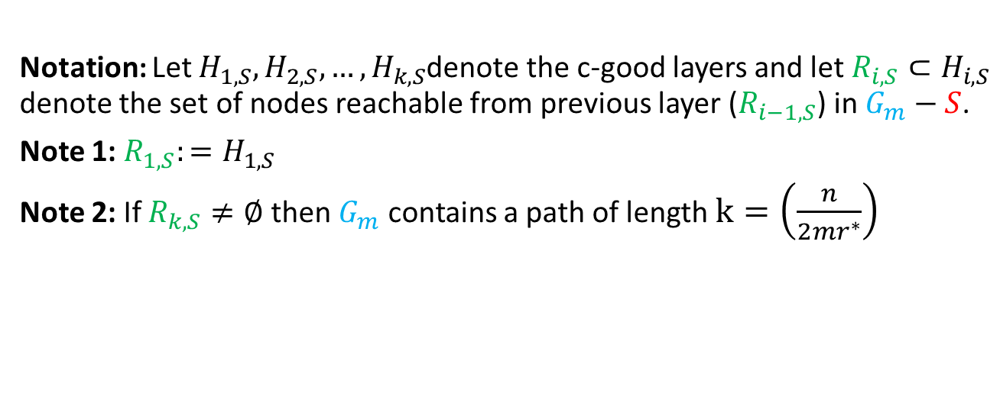 Notation: Let $H_{1,S}, H_{2,S}, \ldots, H_{k,S}$denote the c-good layers and let $R_{i,S} \subset H_{i,S}$
denote the set of nodes reachable from previous layer ($R_{i-1,S}$) in $G_m - S$.
Note 1: $R_{1,S} := H_{1,S}$
Note 2: If $R_{k,S} \neq \emptyset$ then $G_m$ contains a path of length $\mathrm{k} = \left(\frac{n}{2mr^*}\right)$